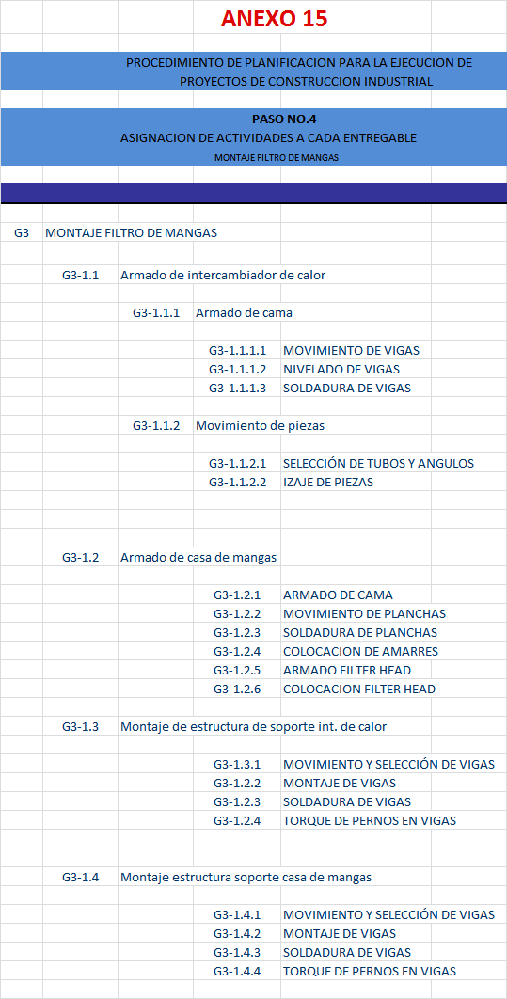 ANEXO 15
PROCEDIMIENTO DE PLANIFICACION PARA LA EJECUCION DE
PROYECTOS DE CONSTRUCCION INDUSTRIAL
PASO NO.4
ASIGNACION DE ACTIVIDADES A CADA ENTREGABLE
MONTAJE FILTRO DE MANGAS
G3 MONTAJE FILTRO DE MANGAS
G3-1.1 Armado de intercambiador de calor
G3-1.1.1 Armado de cama
G3-1.1.1.1 MOVIMIENTO DE VIGAS
G3-1.1.1.2 NIVELADO DE VIGAS
G3-1.1.1.3 SOLDADURA DE VIGAS
G3-1.1.2 Movimiento de piezas
G3-1.1.2.1 SELECCIÓN DE TUBOS Y ANGULOS
G3-1.1.2.2 IZAJE DE PIEZAS
G3-1.2 Armado de casa de mangas
G3-1.2.1 ARMADO DE CAMA
G3-1.2.2 MOVIMIENTO DE PLANCHAS
G3-1.2.3 SOLDADURA DE PLANCHAS
G3-1.2.4 COLOCACION DE AMARRES
G3-1.2.5 ARMADO FILTER HEAD
G3-1.2.6 COLOCACION FILTER HEAD
G3-1.3 Montaje de estructura de soporte int. de calor
G3-1.3.1 MOVIMIENTO Y SELECCIÓN DE VIGAS
G3-1.2.2 MONTAJE DE VIGAS
G3-1.2.3 SOLDADURA DE VIGAS
G3-1.2.4 TORQUE DE PERNOS EN VIGAS
G3-1.4 Montaje estructura soporte casa de mangas
G3-1.4.1 MOVIMIENTO Y SELECCIÓN DE VIGAS
G3-1.4.2 MONTAJE DE VIGAS
G3-1.4.3 SOLDADURA DE VIGAS
G3-1.4.4 TORQUE DE PERNOS EN VIGAS